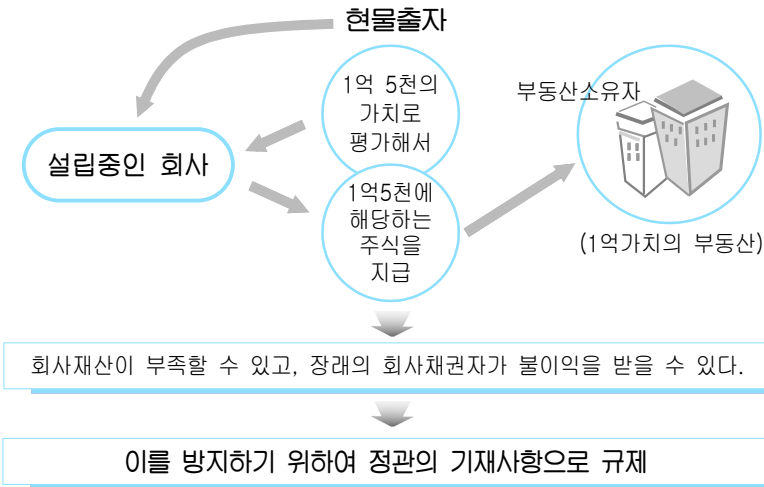 현물출자
1억 5천의
가치로
평가해서
부동산소유자
설립중인 회사
1억5천에
해당하는
주식을
지급
(1억가치의 부동산)
회사재산이 부족할 수 있고, 장래의 회사채권자가 불이익을 받을 수 있다.
이를 방지하기 위하여 정관의 기재사항으로 규제